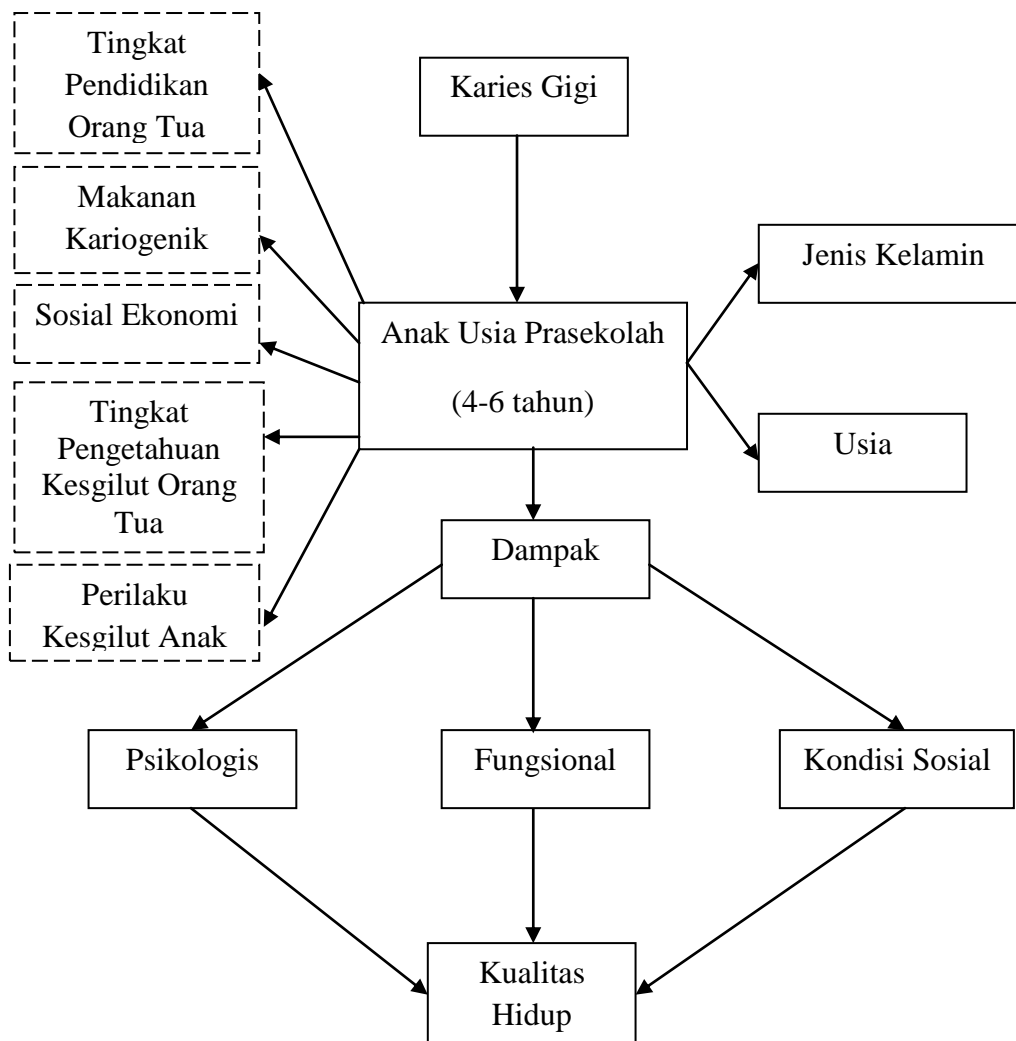 Tingkat
Pendidikan
Orang Tua
Karies Gigi
Makanan
Kariogenik
Jenis Kelamin
Sosial Ekonomi
Anak Usia Prasekolah
(4-6 tahun)
Tingkat
Pengetahuan
Kesgilut Orang
Tua
Usia
Dampak
Perilaku
Kesgilut Anak
Psikologis
Fungsional
Kondisi Sosial
Kualitas
Hidup